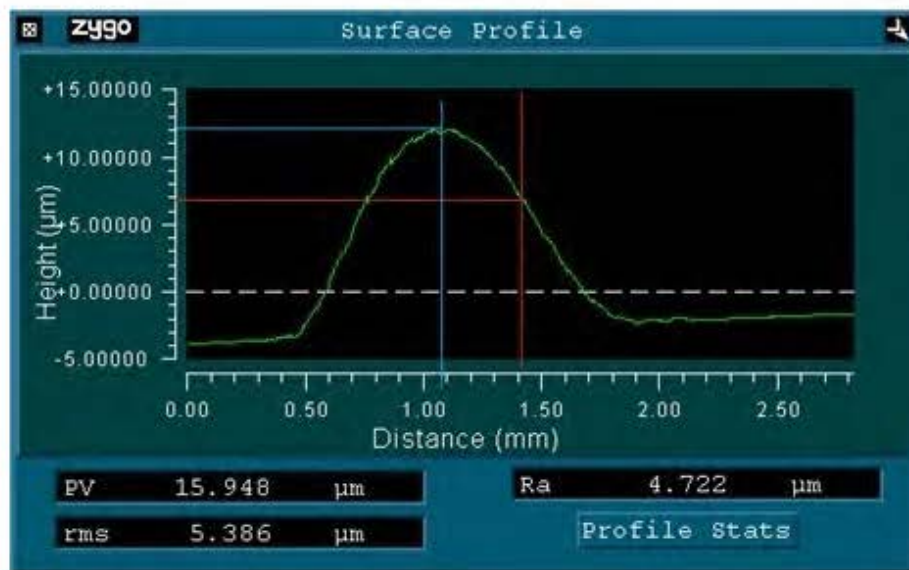 zygo Surface Profile
+15.00000
+10.00000
+5.00000
+0.00000
-5.00000
Height (µm)
0.00 0.50 1.00 1.50 2.00 2.50
Distance (mm)
PV 15.948 µm Ra 4.722 µm
rms 5.386 µm Profile Stats